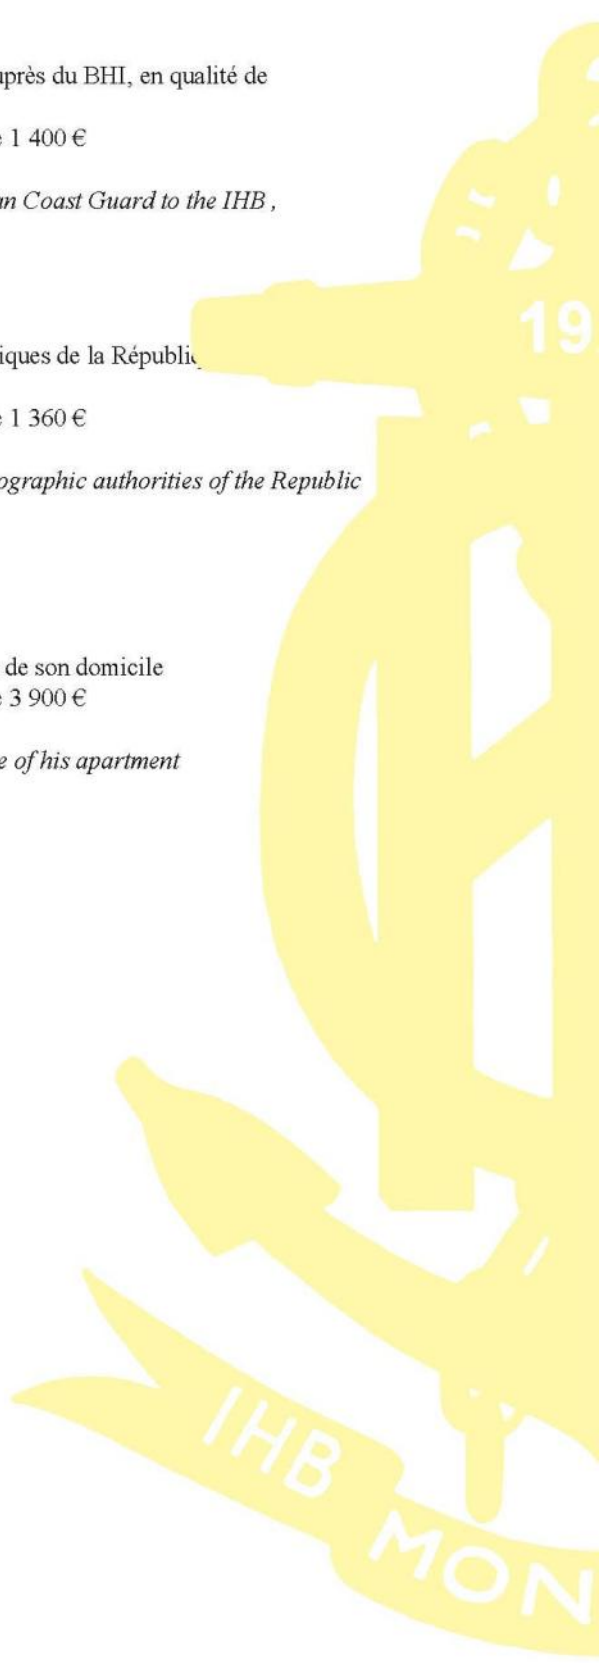 uprès du BHI, en qualité de
1 400 €
an Coast Guard to the IHB ,
19
iques de la Républi
1 360 €
ographic authorities of the Republic
de son domicile
3 900 €
e of his apartment
IHB
MON